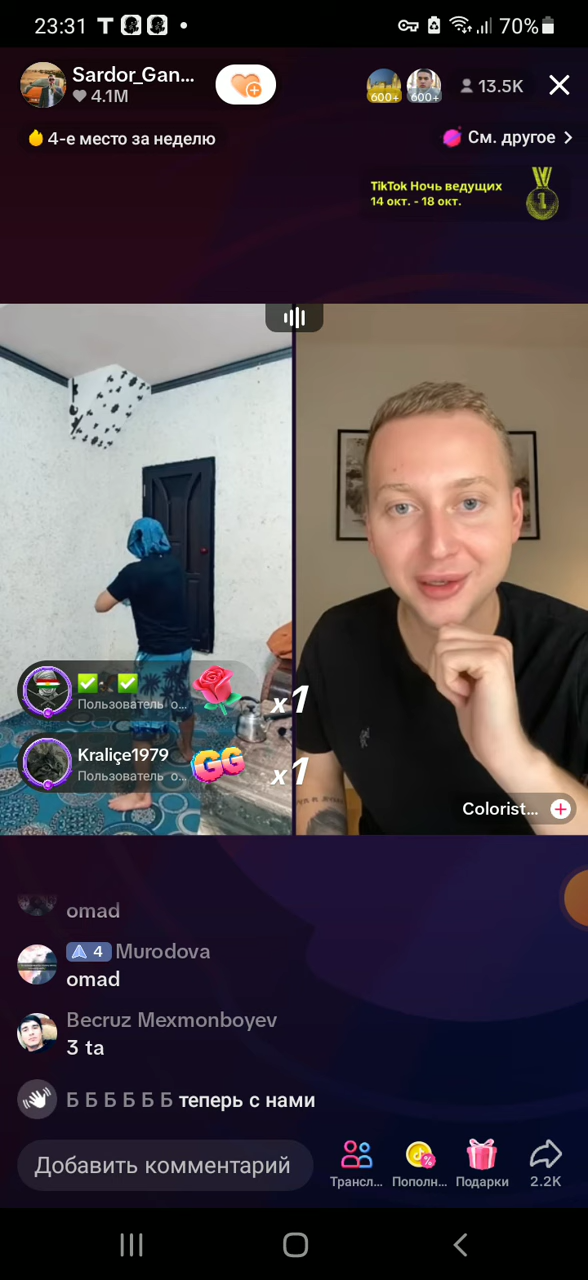 23:31
70%
Sardor_Gan...
4.1M
600+
600+
13.5K
4-е место за неделю
См. другое
TikTok Ночь ведущих
14 окт. - 18 окт.
1
Пользователь о...
x1
Kraliçe1979
Пользователь о...
GG
x1
Colorist...
omad
4 Murodova
omad
Becruz Mexmonboyev
3 ta
Б Б Б Б Б Б теперь с нами
Добавить комментарий
Трансл...
Пополн...
Подарки
2.2K